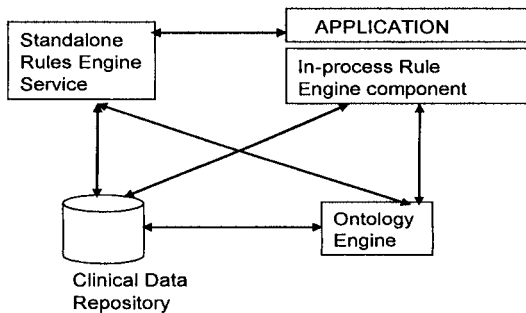 Standalone
Rules Engine
Service
APPLICATION
In-process Rule
Engine component
Ontology
Engine
Clinical Data
Repository